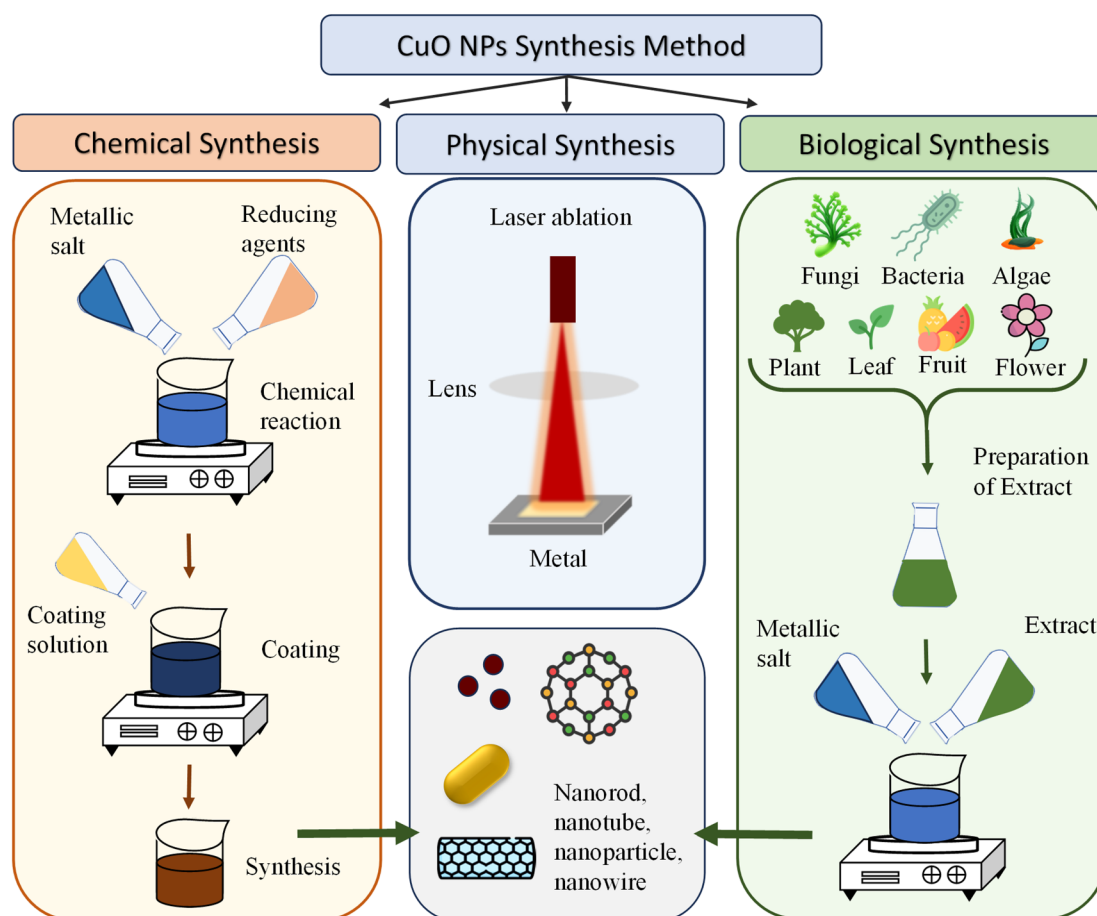 CuO NPs Synthesis Method
Chemical Synthesis
Physical Synthesis
Biological Synthesis
Metallic
salt
Reducing
agents
Chemical
reaction
Coating
solution
Coating
Synthesis
Laser ablation
Lens
Metal
Nanorod,
nanotube,
nanoparticle,
nanowire
Fungi
Bacteria
Algae
Plant
Leaf
Fruit
Flower
Preparation
of Extract
Metallic
salt
Extract